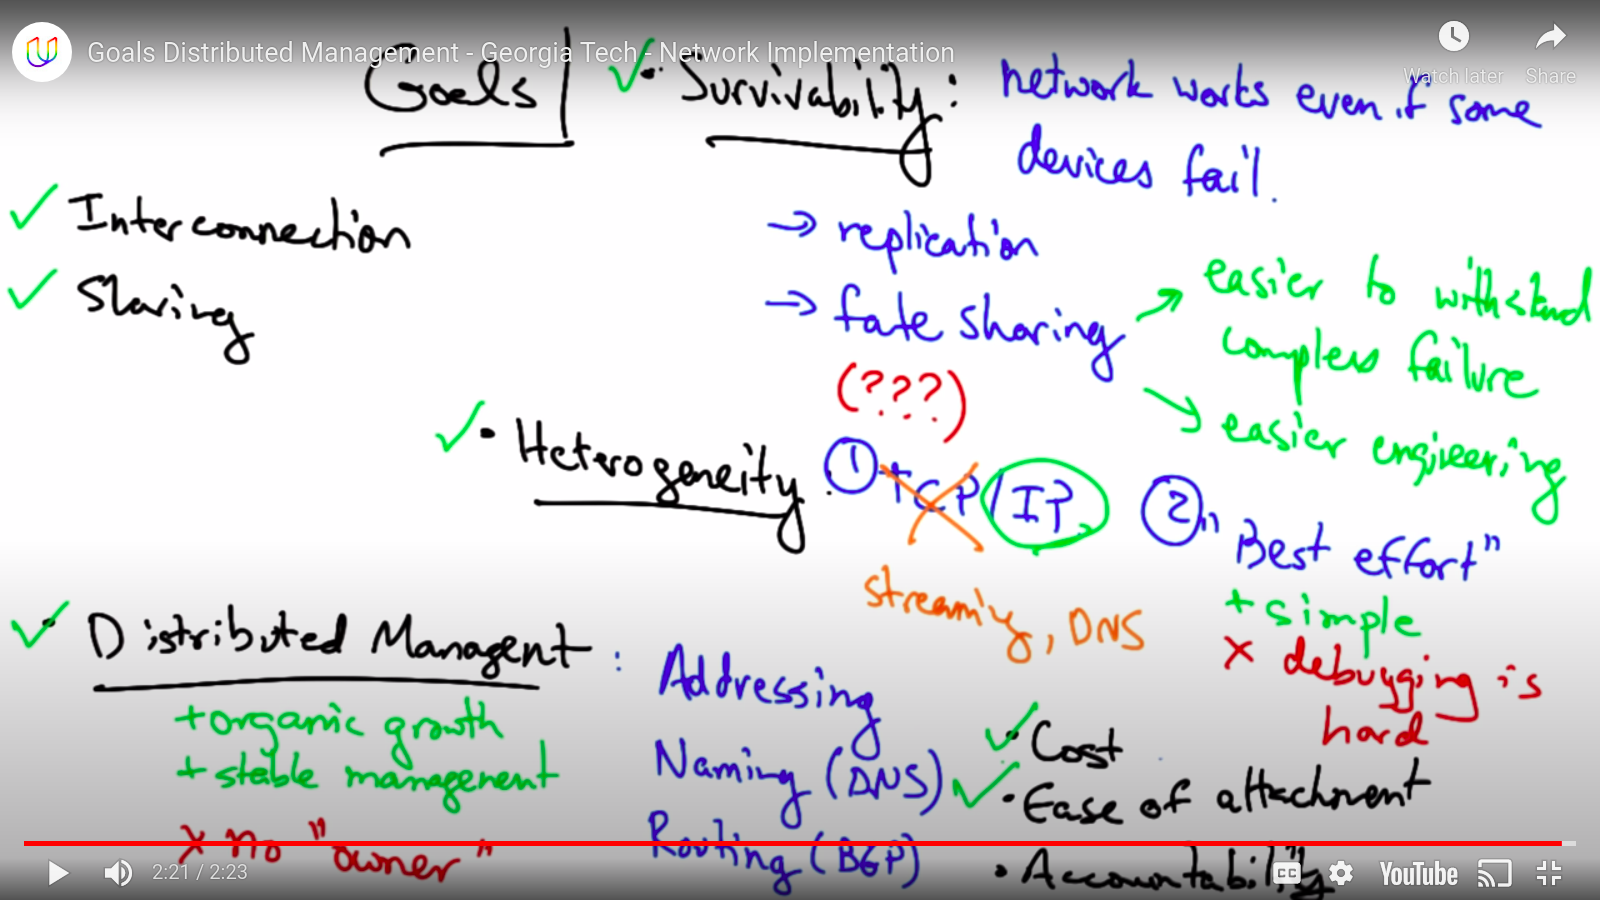 Goals Distributed Management - Georgia Tech - Network Implementation
Watch later Share
Goals
Survivability: network works even if some
devices fail.
Interconnection
Sharing
→ replication
→ fate sharing
(???)
easier to withstand
complex failure
easier engineering
• Heterogeneity: ① TCP/IP ② "Best effort"
streaming, DNS
+ simple
x debugging is
hard
• Distributed Managent : Addressing
Naming (DNS)
Routing (BGP)
+ organic growth
+ stable management
x no "owner"
• Cost
• Ease of attachment
• Accountability
2:21 / 2:23
CC
YouTube